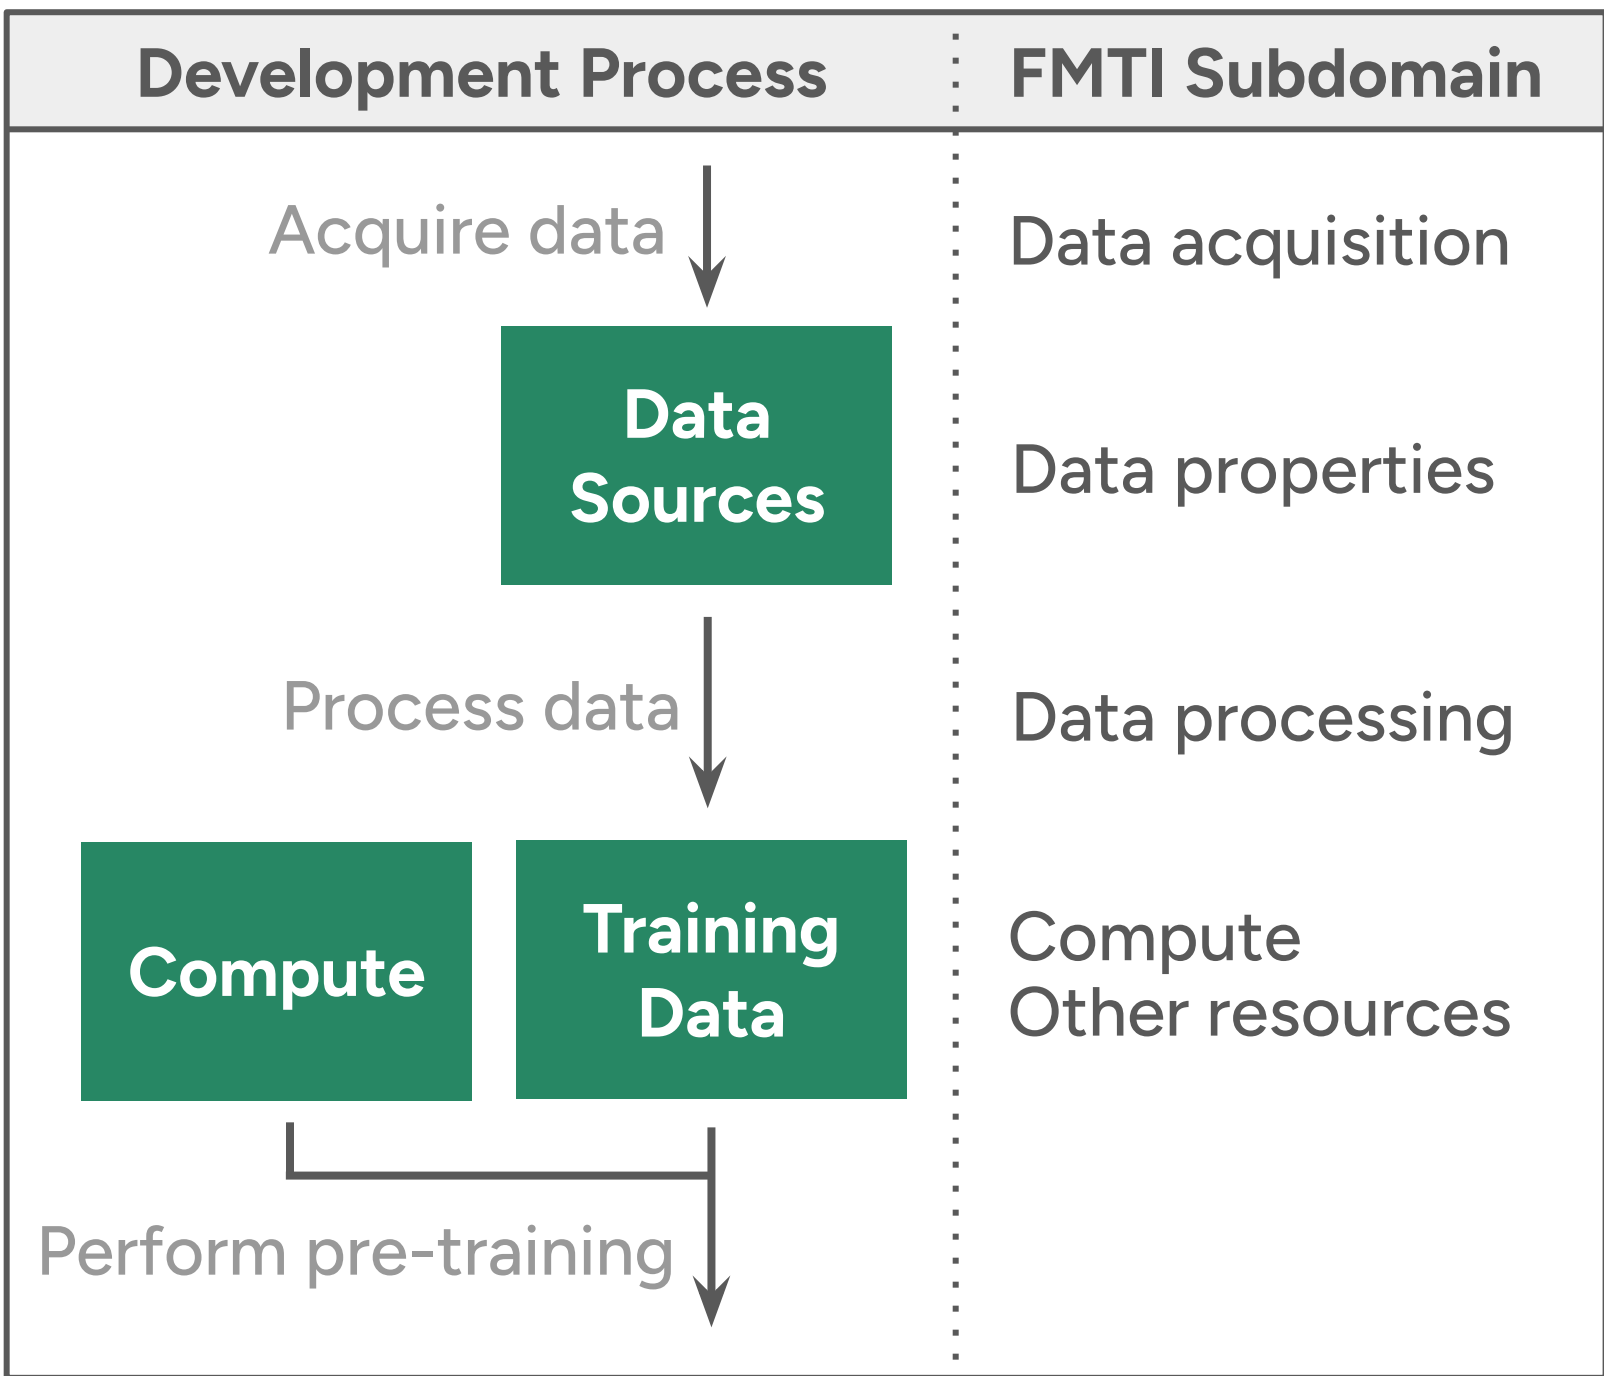 Development Process
FMTI Subdomain
Acquire data
Data acquisition
Data
Sources
Data properties
Process data
Data processing
Compute
Training
Data
Compute
Other resources
Perform pre-training